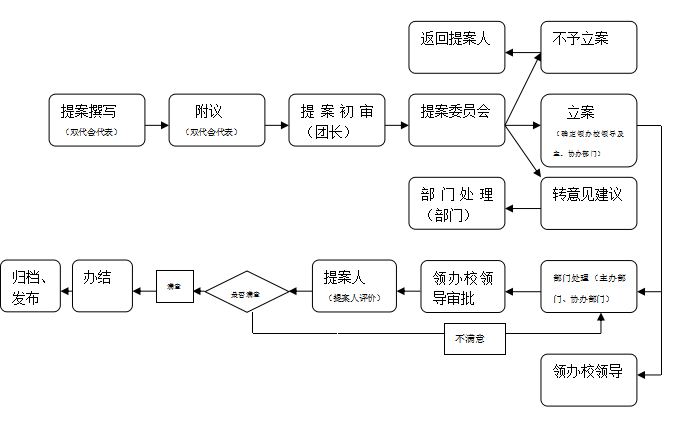 返回提案人
不予立案
提案撰写
（双代会代表）
附议
（双代会代表）
提案初审
（团长）
提案委员会
立案
（确定领办校领导及
主、协办部门）
部门处理
（部门）
转意见建议
归档、
发布
办结
满意
是否满意
提案人
（提案人评价）
领办校领
导审批
部门处理（主办部
门、协办部门）
不满意
领办校领导